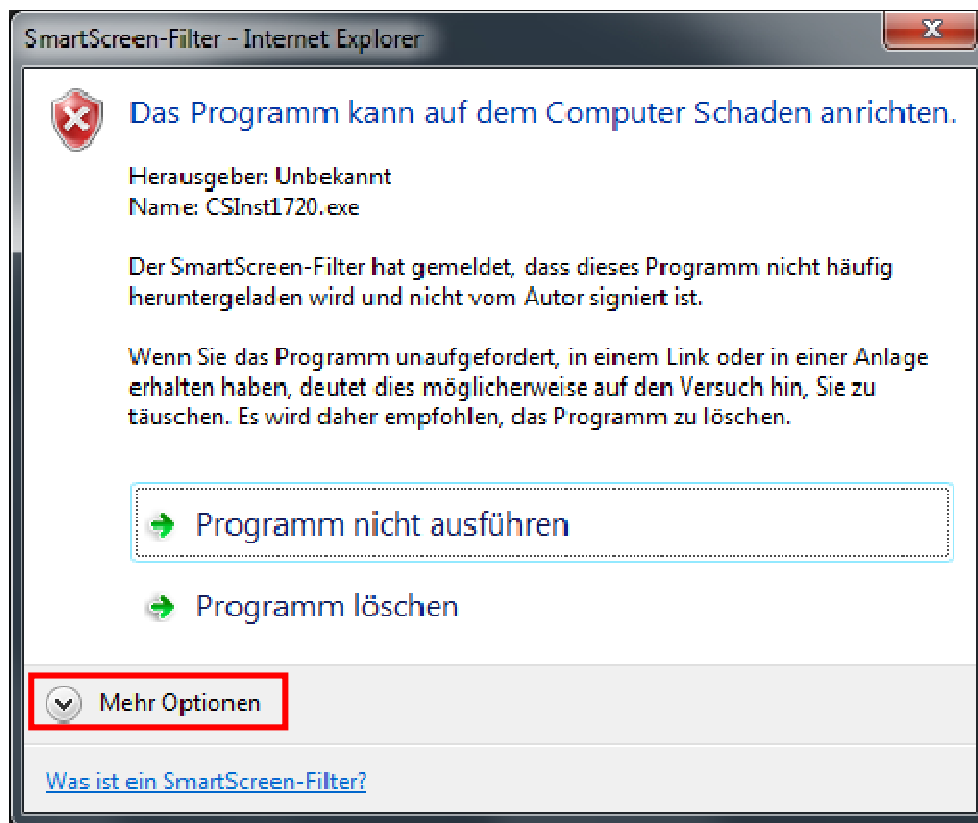 SmartScreen-Filter - Internet Explorer
Das Programm kann auf dem Computer Schaden anrichten.
Herausgeber: Unbekannt
Name: CSInst1720.exe
Der SmartScreen-Filter hat gemeldet, dass dieses Programm nicht häufig
heruntergeladen wird und nicht vom Autor signiert ist.
Wenn Sie das Programm unaufgefordert, in einem Link oder in einer Anlage
erhalten haben, deutet dies möglicherweise auf den Versuch hin, Sie zu
täuschen. Es wird daher empfohlen, das Programm zu löschen.
Programm nicht ausführen
Programm löschen
Mehr Optionen
Was ist ein SmartScreen-Filter?